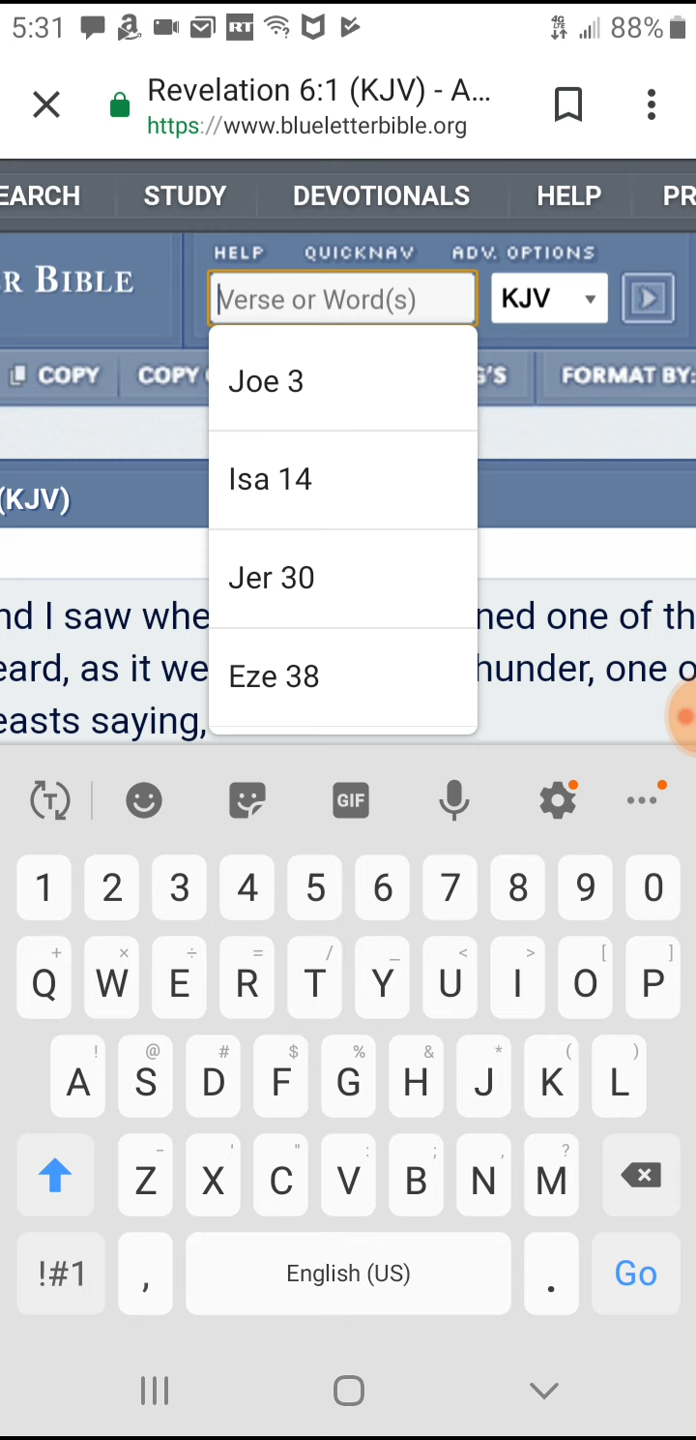 5:31 RT 4G LTE 88%
Revelation 6:1 (KJV) - A...
https://www.blueletterbible.org
EARCH STUDY DEVOTIONALS HELP PR
HELP QUICKNAV ADV. OPTIONS
R BIBLE Verse or Word(s) KJV
COPY COPY G'S FORMAT BY:
Joe 3
Isa 14
(KJV)
Jer 30
nd I saw whe ned one of th
eard, as it we hunder, one o
Eze 38
easts saying,
T GIF
1 2 3 4 5 6 7 8 9 0
+ × ÷ = / _ < > [ ]
Q W E R T Y U I O P
! @ # $ % & * ( )
A S D F G H J K L
- ' " : ; , ?
Z X C V B N M
!#1 , English (US) . Go